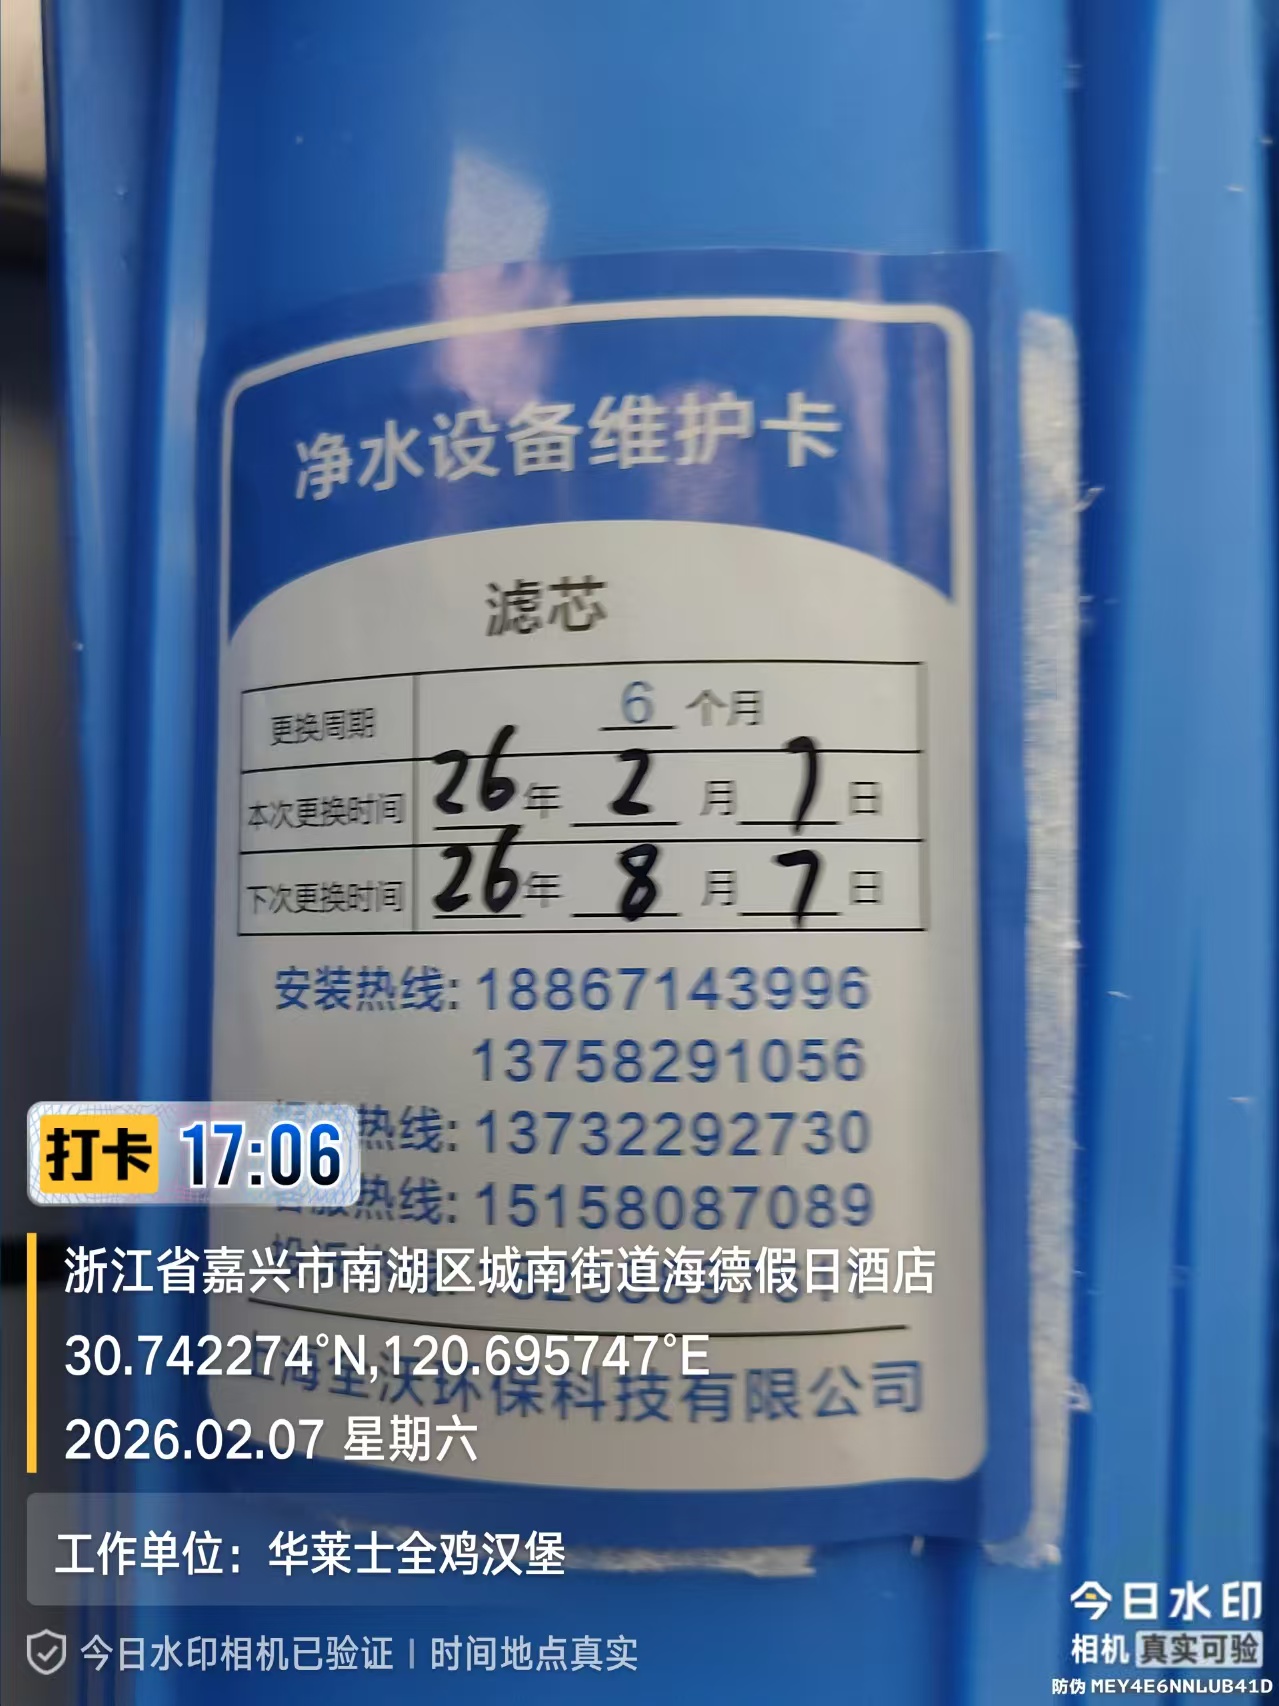 净水设备维护卡
滤芯
更换周期 6 个月
本次更换时间 26年 2 月 7 日
下次更换时间 26年 8 月 7 日
安装热线: 18867143996
13758291056
热线: 13732292730
客服热线: 15158087089
打卡 17:06
浙江省嘉兴市南湖区城南街道海德假日酒店
30.742274°N,120.695747°E
上海全沃环保科技有限公司
2026.02.07 星期六
工作单位: 华莱士全鸡汉堡
今日水印相机已验证 | 时间地点真实
今日水印
相机 真实可验
防伪 MEY4E6NNLUB41D